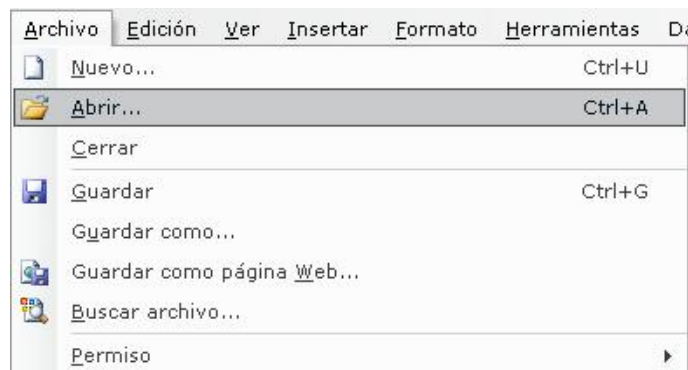 Archivo Edición Ver Insertar Formato Herramientas
Nuevo... Ctrl+U
Abrir... Ctrl+A
Cerrar
Guardar Ctrl+G
Guardar como...
Guardar como página Web...
Buscar archivo...
Permiso